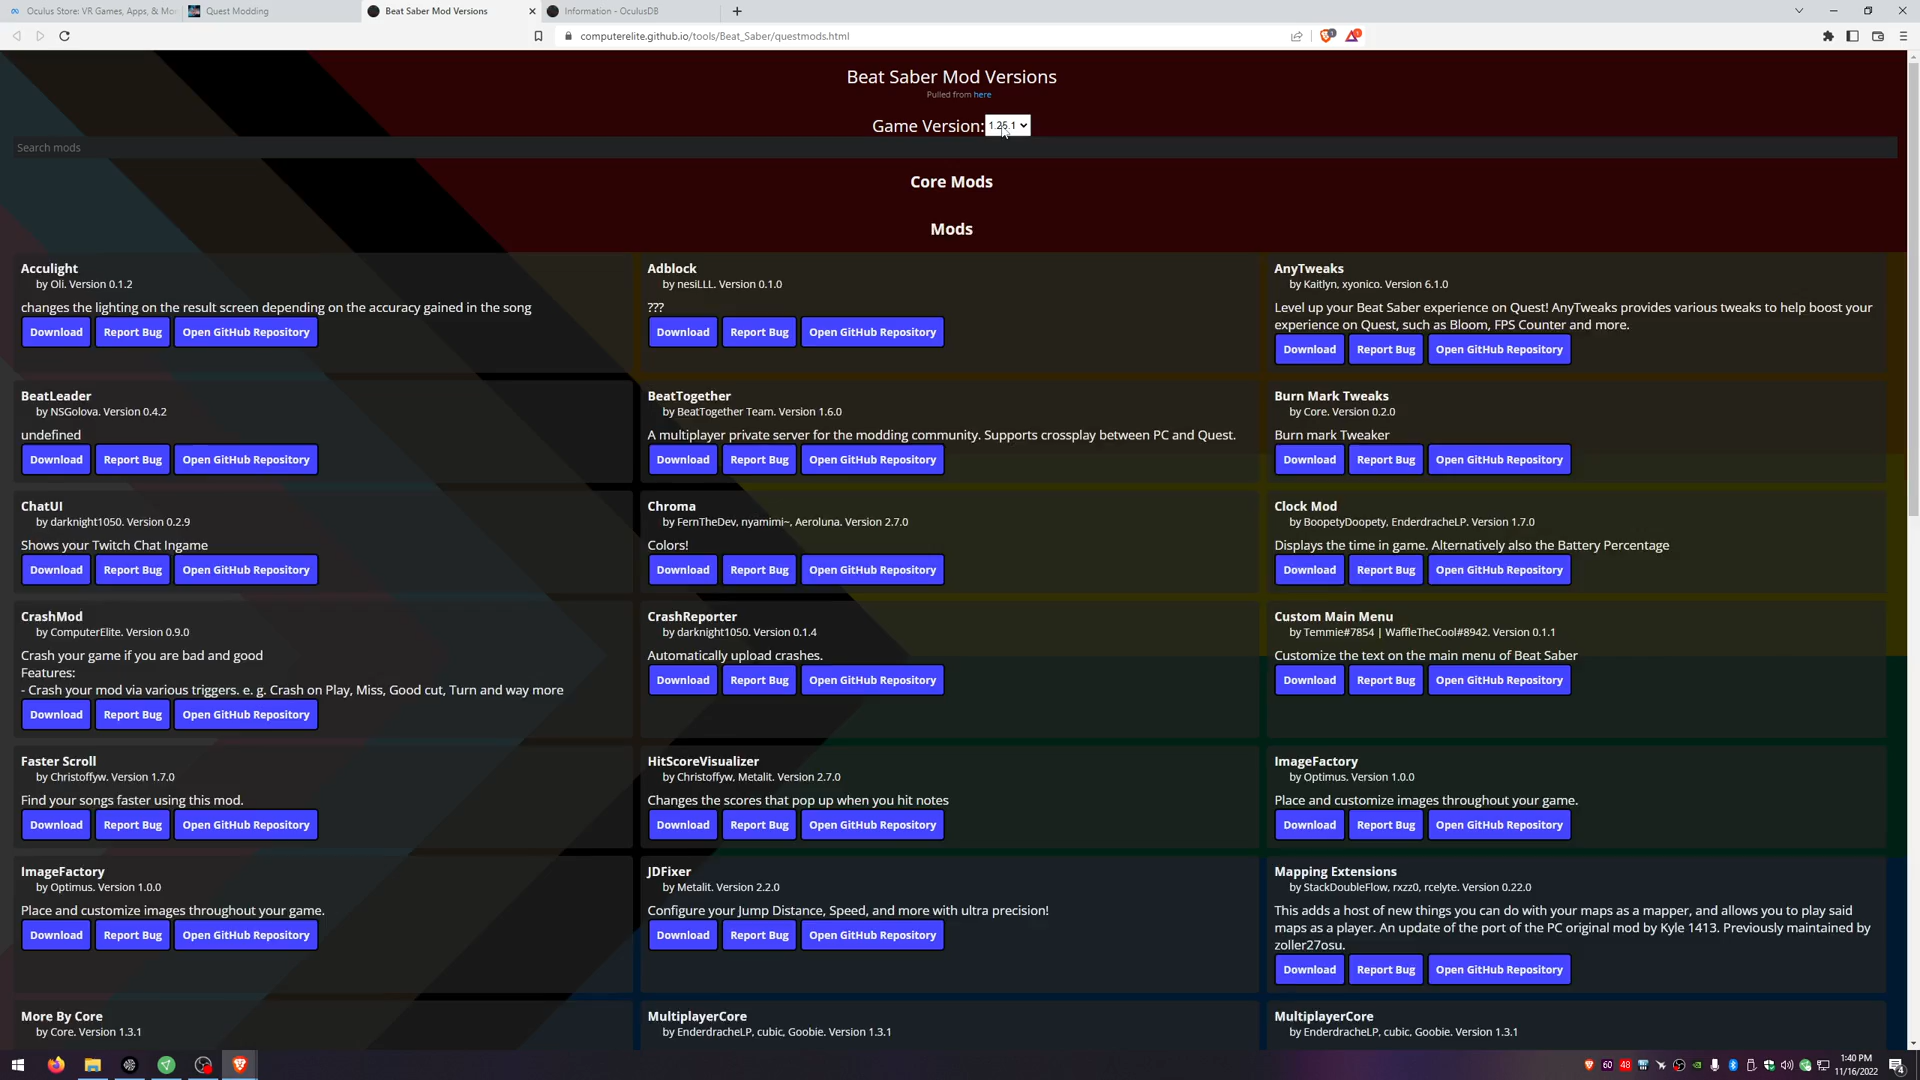 Oculus Store: VR Games, Apps, & Mo
Quest Modding
Beat Saber Mod Versions
Information - OculusDB
computerelite.github.io/tools/Beat_Saber/questmods.html
Beat Saber Mod Versions
Pulled from here
Game Version: 1.25.1
Search mods
Core Mods
Mods
Acculight
by Oli. Version 0.1.2
changes the lighting on the result screen depending on the accuracy gained in the song
Download Report Bug Open GitHub Repository
Adblock
by nesiLLL. Version 0.1.0
???
Download Report Bug Open GitHub Repository
AnyTweaks
by Kaitlyn, xyonico. Version 6.1.0
Level up your Beat Saber experience on Quest! AnyTweaks provides various tweaks to help boost your
experience on Quest, such as Bloom, FPS Counter and more.
Download Report Bug Open GitHub Repository
BeatLeader
by NSGolova. Version 0.4.2
undefined
Download Report Bug Open GitHub Repository
BeatTogether
by BeatTogether Team. Version 1.6.0
A multiplayer private server for the modding community. Supports crossplay between PC and Quest.
Download Report Bug Open GitHub Repository
Burn Mark Tweaks
by Core. Version 0.2.0
Burn mark Tweaker
Download Report Bug Open GitHub Repository
ChatUI
by darknight1050. Version 0.2.9
Shows your Twitch Chat Ingame
Download Report Bug Open GitHub Repository
Chroma
by FernTheDev, nyamimi~, Aeroluna. Version 2.7.0
Colors!
Download Report Bug Open GitHub Repository
Clock Mod
by BoopetyDoopety, EnderdracheLP. Version 1.7.0
Displays the time in game. Alternatively also the Battery Percentage
Download Report Bug Open GitHub Repository
CrashMod
by ComputerElite. Version 0.9.0
Crash your game if you are bad and good
Features:
- Crash your mod via various triggers. e. g. Crash on Play, Miss, Good cut, Turn and way more
Download Report Bug Open GitHub Repository
CrashReporter
by darknight1050. Version 0.1.4
Automatically upload crashes.
Download Report Bug Open GitHub Repository
Custom Main Menu
by Temmie#7854 | WaffleTheCool#8942. Version 0.1.1
Customize the text on the main menu of Beat Saber
Download Report Bug Open GitHub Repository
Faster Scroll
by Christoffyw. Version 1.7.0
Find your songs faster using this mod.
Download Report Bug Open GitHub Repository
HitScoreVisualizer
by Christoffyw, Metalit. Version 2.7.0
Changes the scores that pop up when you hit notes
Download Report Bug Open GitHub Repository
ImageFactory
by Optimus. Version 1.0.0
Place and customize images throughout your game.
Download Report Bug Open GitHub Repository
ImageFactory
by Optimus. Version 1.0.0
Place and customize images throughout your game.
Download Report Bug Open GitHub Repository
JDFixer
by Metalit. Version 2.2.0
Configure your Jump Distance, Speed, and more with ultra precision!
Download Report Bug Open GitHub Repository
Mapping Extensions
by StackDoubleFlow, rxzz0, rcelyte. Version 0.22.0
This adds a host of new things you can do with your maps as a mapper, and allows you to play said
maps as a player. An update of the port of the PC original mod by Kyle 1413. Previously maintained by
zoller27osu.
Download Report Bug Open GitHub Repository
More By Core
by Core. Version 1.3.1
MultiplayerCore
by EnderdracheLP, cubic, Goobie. Version 1.3.1
MultiplayerCore
by EnderdracheLP, cubic, Goobie. Version 1.3.1
60 48
1:40 PM
11/16/2022